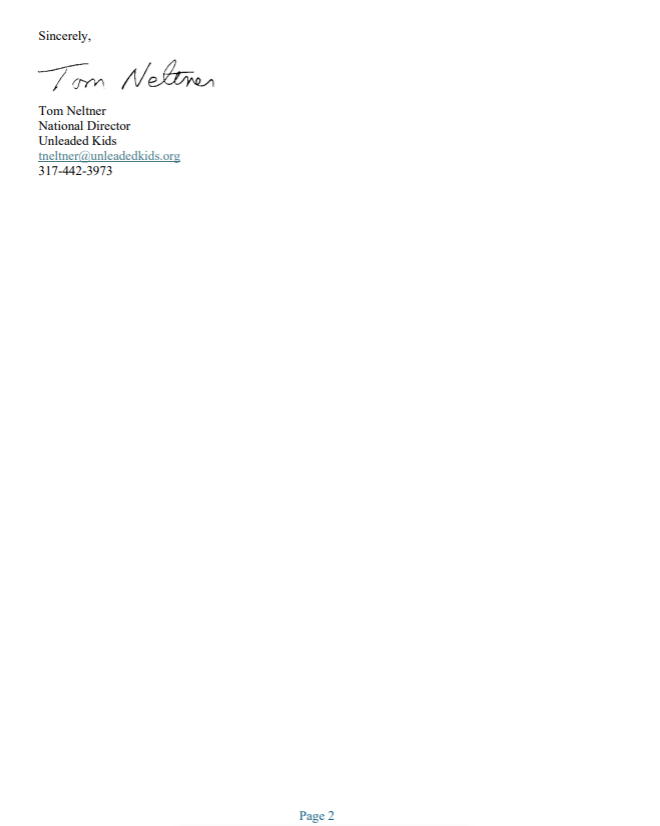 Sincerely,
Tom Neltner
Tom Neltner
National Director
Unleaded Kids
tneltner@unleadedkids.org
317-442-3973
Page 2